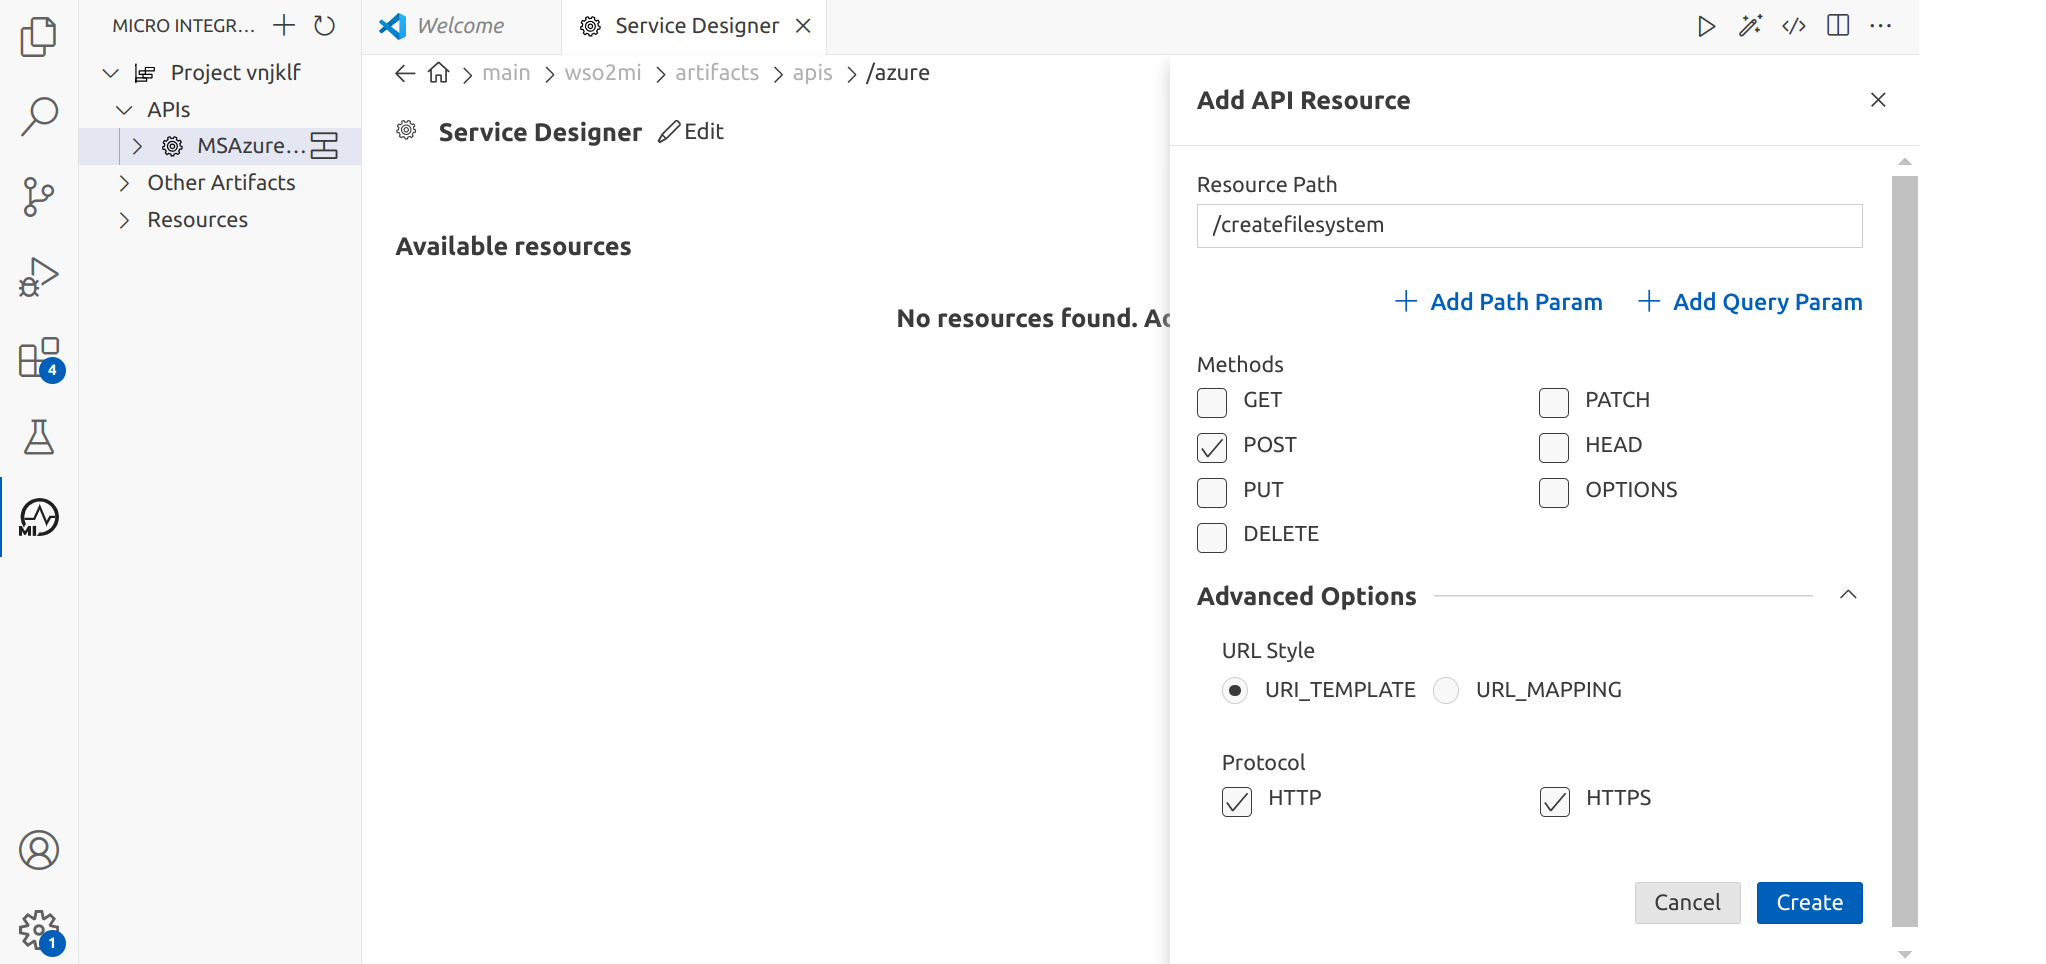 MICRO INTEGR...
Welcome
Service Designer
Project vnjklf
APIs
MSAzure...
Other Artifacts
Resources
4
MI
1
main > wso2mi > artifacts > apis > /azure
Service Designer
Edit
Available resources
No resources found. Ad
Add API Resource
Resource Path
/createfilesystem
+ Add Path Param + Add Query Param
Methods
GET PATCH
POST HEAD
PUT OPTIONS
DELETE
Advanced Options
URL Style
URI_TEMPLATE URL_MAPPING
Protocol
HTTP HTTPS
Cancel Create